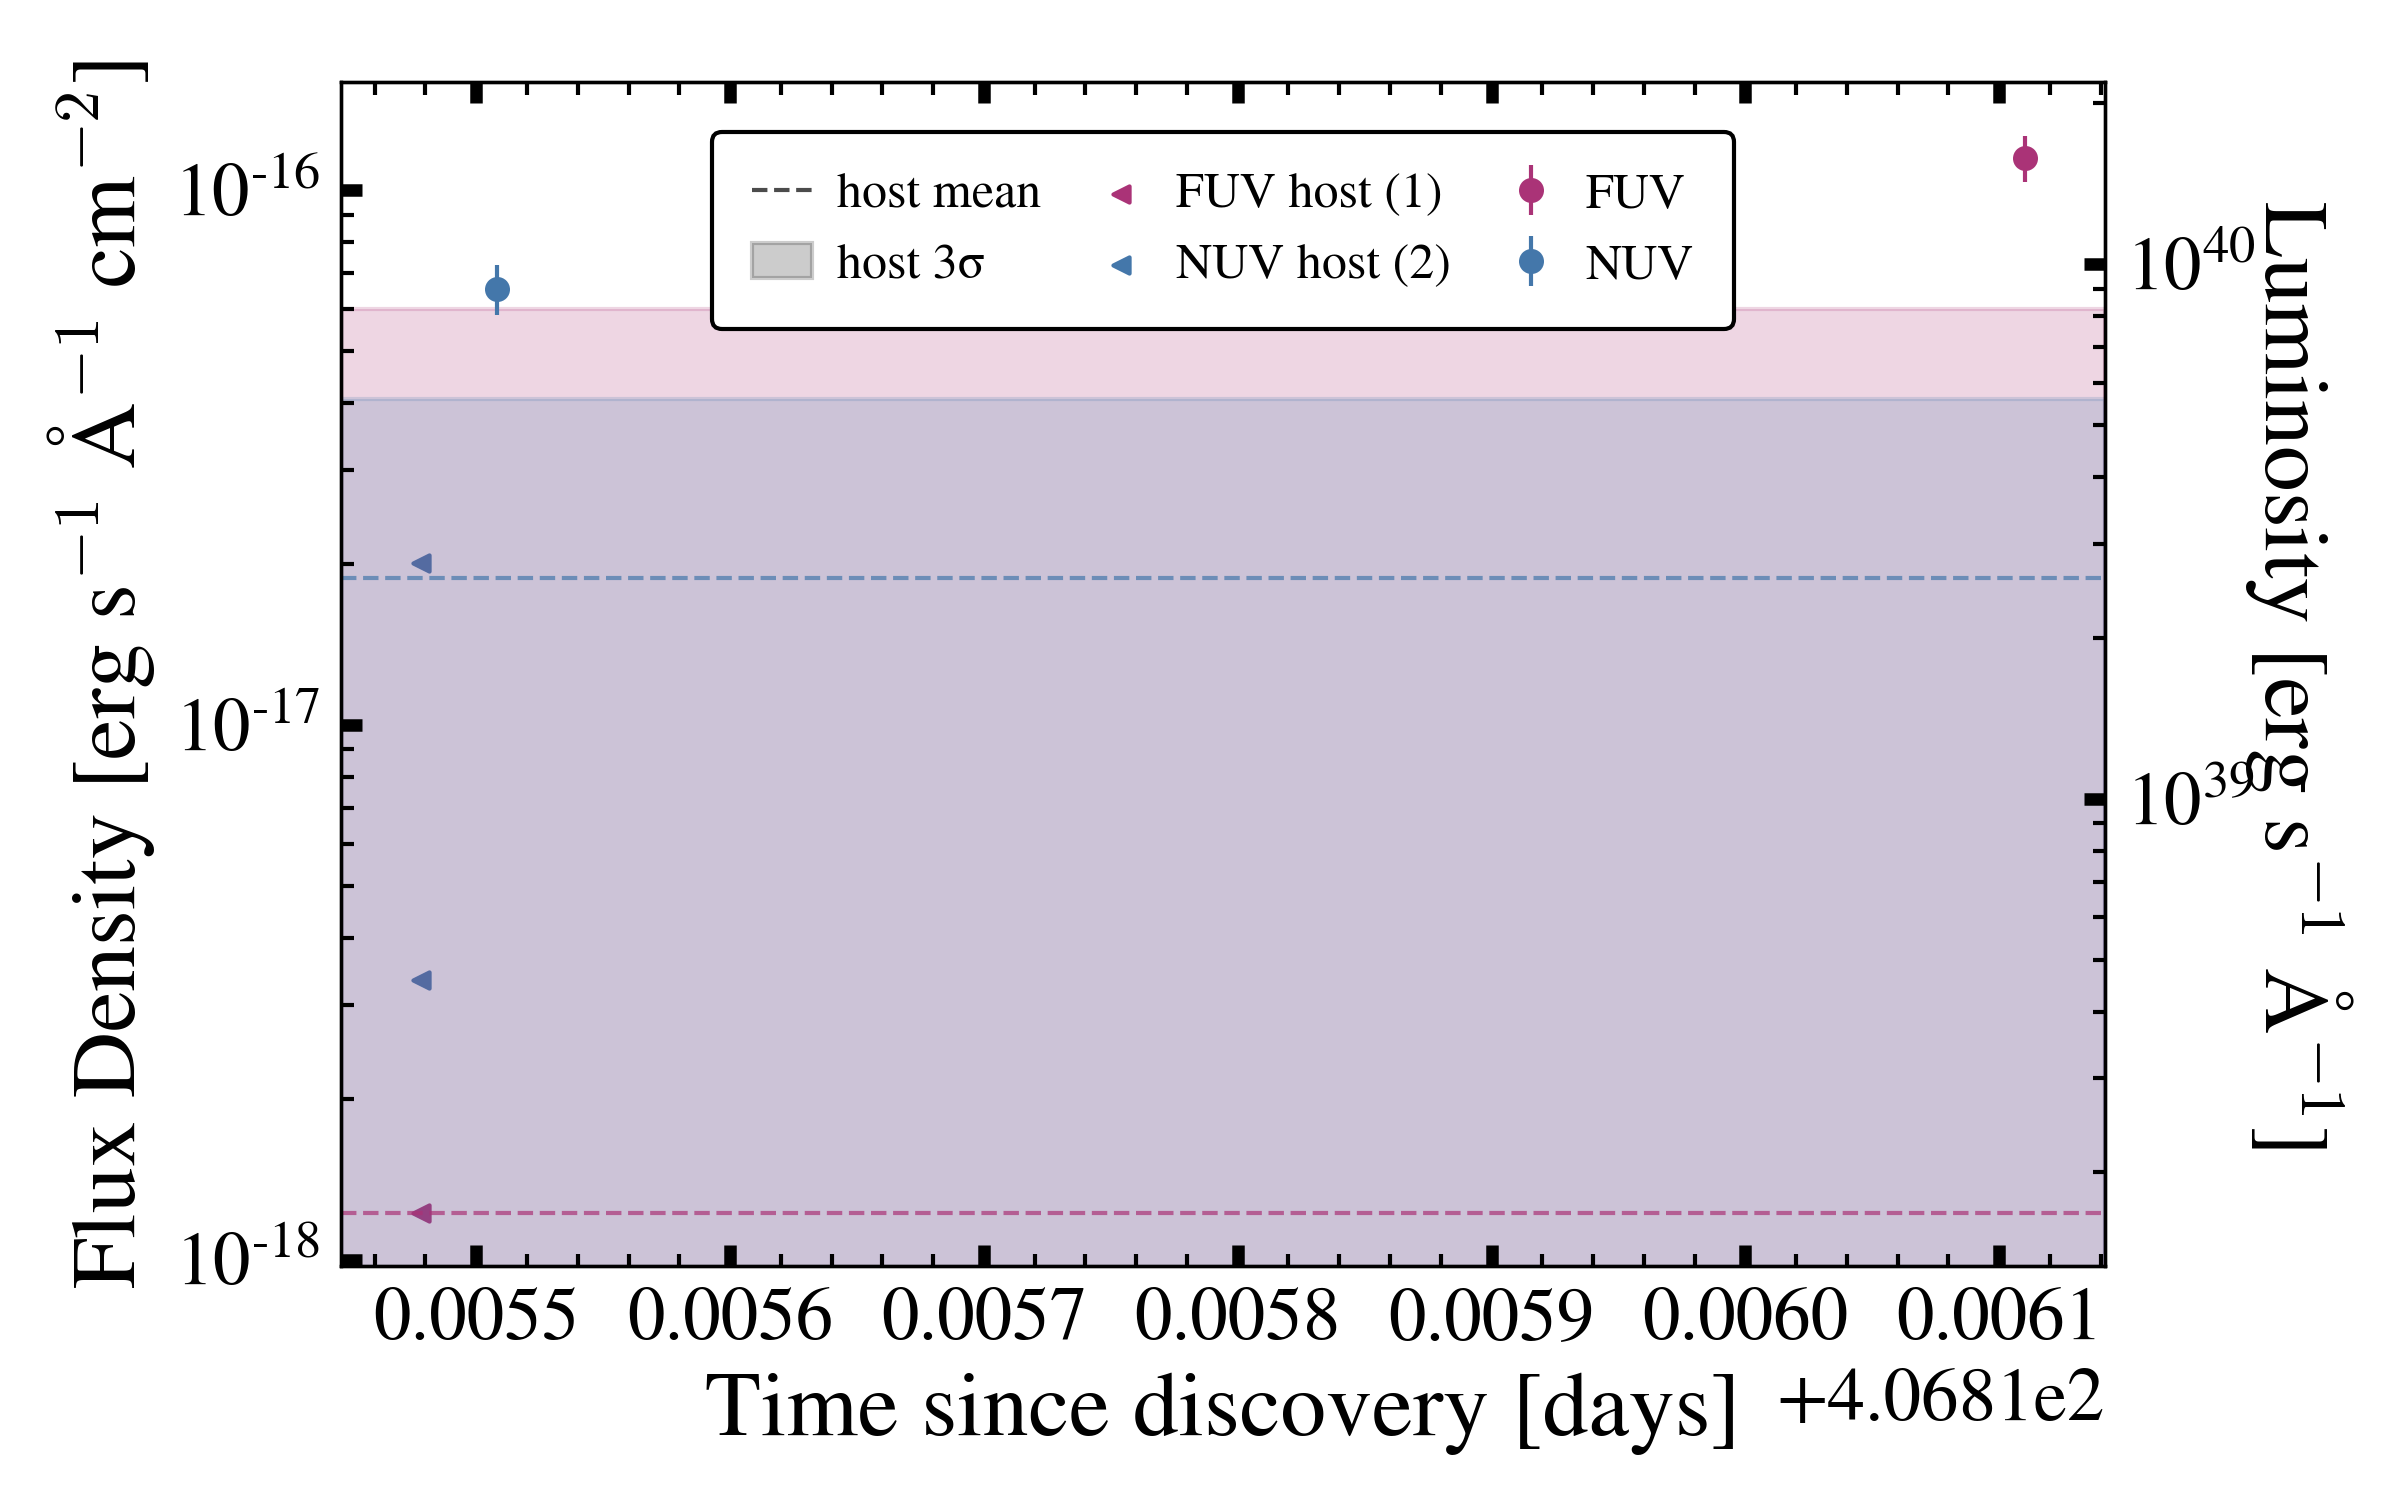 Flux Density [erg s⁻¹ Å⁻¹ cm⁻²]
10⁻¹⁶
10⁻¹⁷
10⁻¹⁸
host mean
host 3σ
FUV host (1)
NUV host (2)
FUV
NUV
10⁴⁰
10³⁹
Luminosity [erg s⁻¹ Å⁻¹]
0.0055 0.0056 0.0057 0.0058 0.0059 0.0060 0.0061
Time since discovery [days]
+4.0681e2